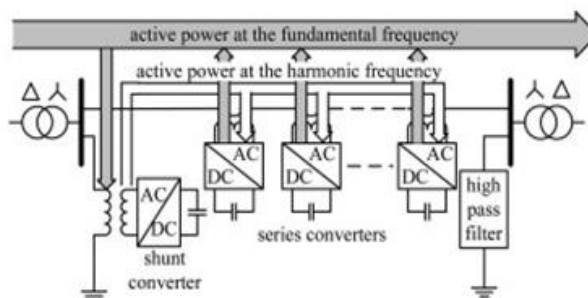 active power at the fundamental frequency
active power at the harmonic frequency
Δ
Δ
AC
DC
AC
DC
AC
DC
AC
DC
series converters
shunt
converter
high
pass
filter